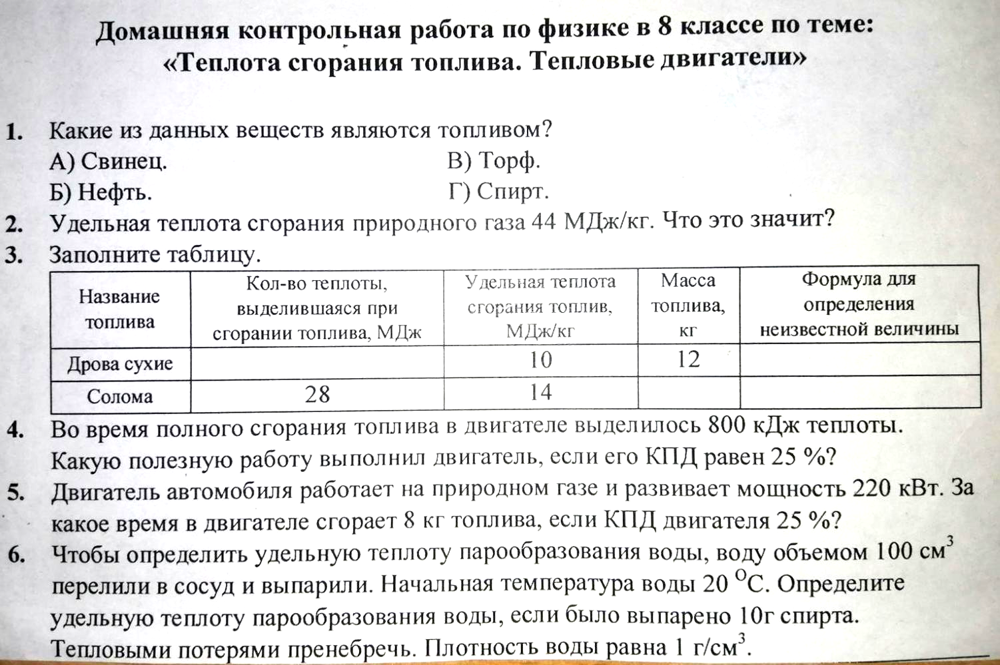 Домашняя контрольная работа по физике в 8 классе по теме:
«Теплота сгорания топлива. Тепловые двигатели»
1. Какие из данных веществ являются топливом?
А) Свинец. В) Торф.
Б) Нефть. Г) Спирт.
2. Удельная теплота сгорания природного газа 44 МДж/кг. Что это значит?
3. Заполните таблицу.
Название топлива
Кол-во теплоты, выделившаяся при сгорании топлива, МДж
Удельная теплота сгорания топлив, МДж/кг
Масса топлива, кг
Формула для определения неизвестной величины
Дрова сухие 10 12
Солома 28 14
4. Во время полного сгорания топлива в двигателе выделилось 800 кДж теплоты.
Какую полезную работу выполнил двигатель, если его КПД равен 25 %?
5. Двигатель автомобиля работает на природном газе и развивает мощность 220 кВт. За
какое время в двигателе сгорает 8 кг топлива, если КПД двигателя 25 %?
6. Чтобы определить удельную теплоту парообразования воды, воду объемом 100 см³
перелили в сосуд и выпарили. Начальная температура воды 20 ⁰С. Определите
удельную теплоту парообразования воды, если было выпарено 10г спирта.
Тепловыми потерями пренебречь. Плотность воды равна 1 г/см³.